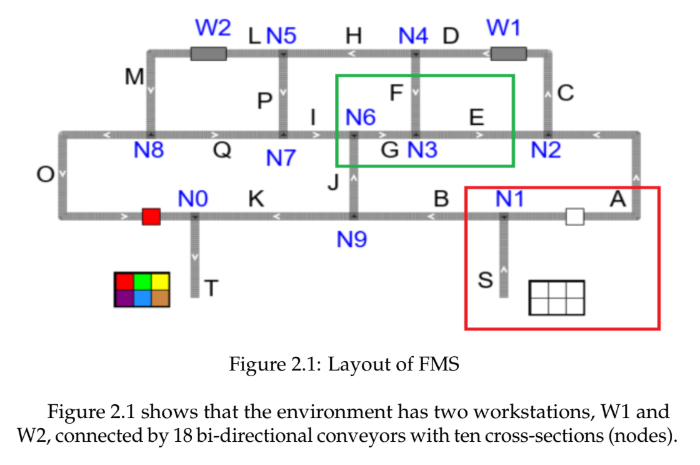 W2 L N5 H N4 D W1
M P F C
I N6 E
N8 Q N7 G N3 N2
O J
N0 K B N1 A
N9
T S
Figure 2.1: Layout of FMS
Figure 2.1 shows that the environment has two workstations, W1 and
W2, connected by 18 bi-directional conveyors with ten cross-sections (nodes).